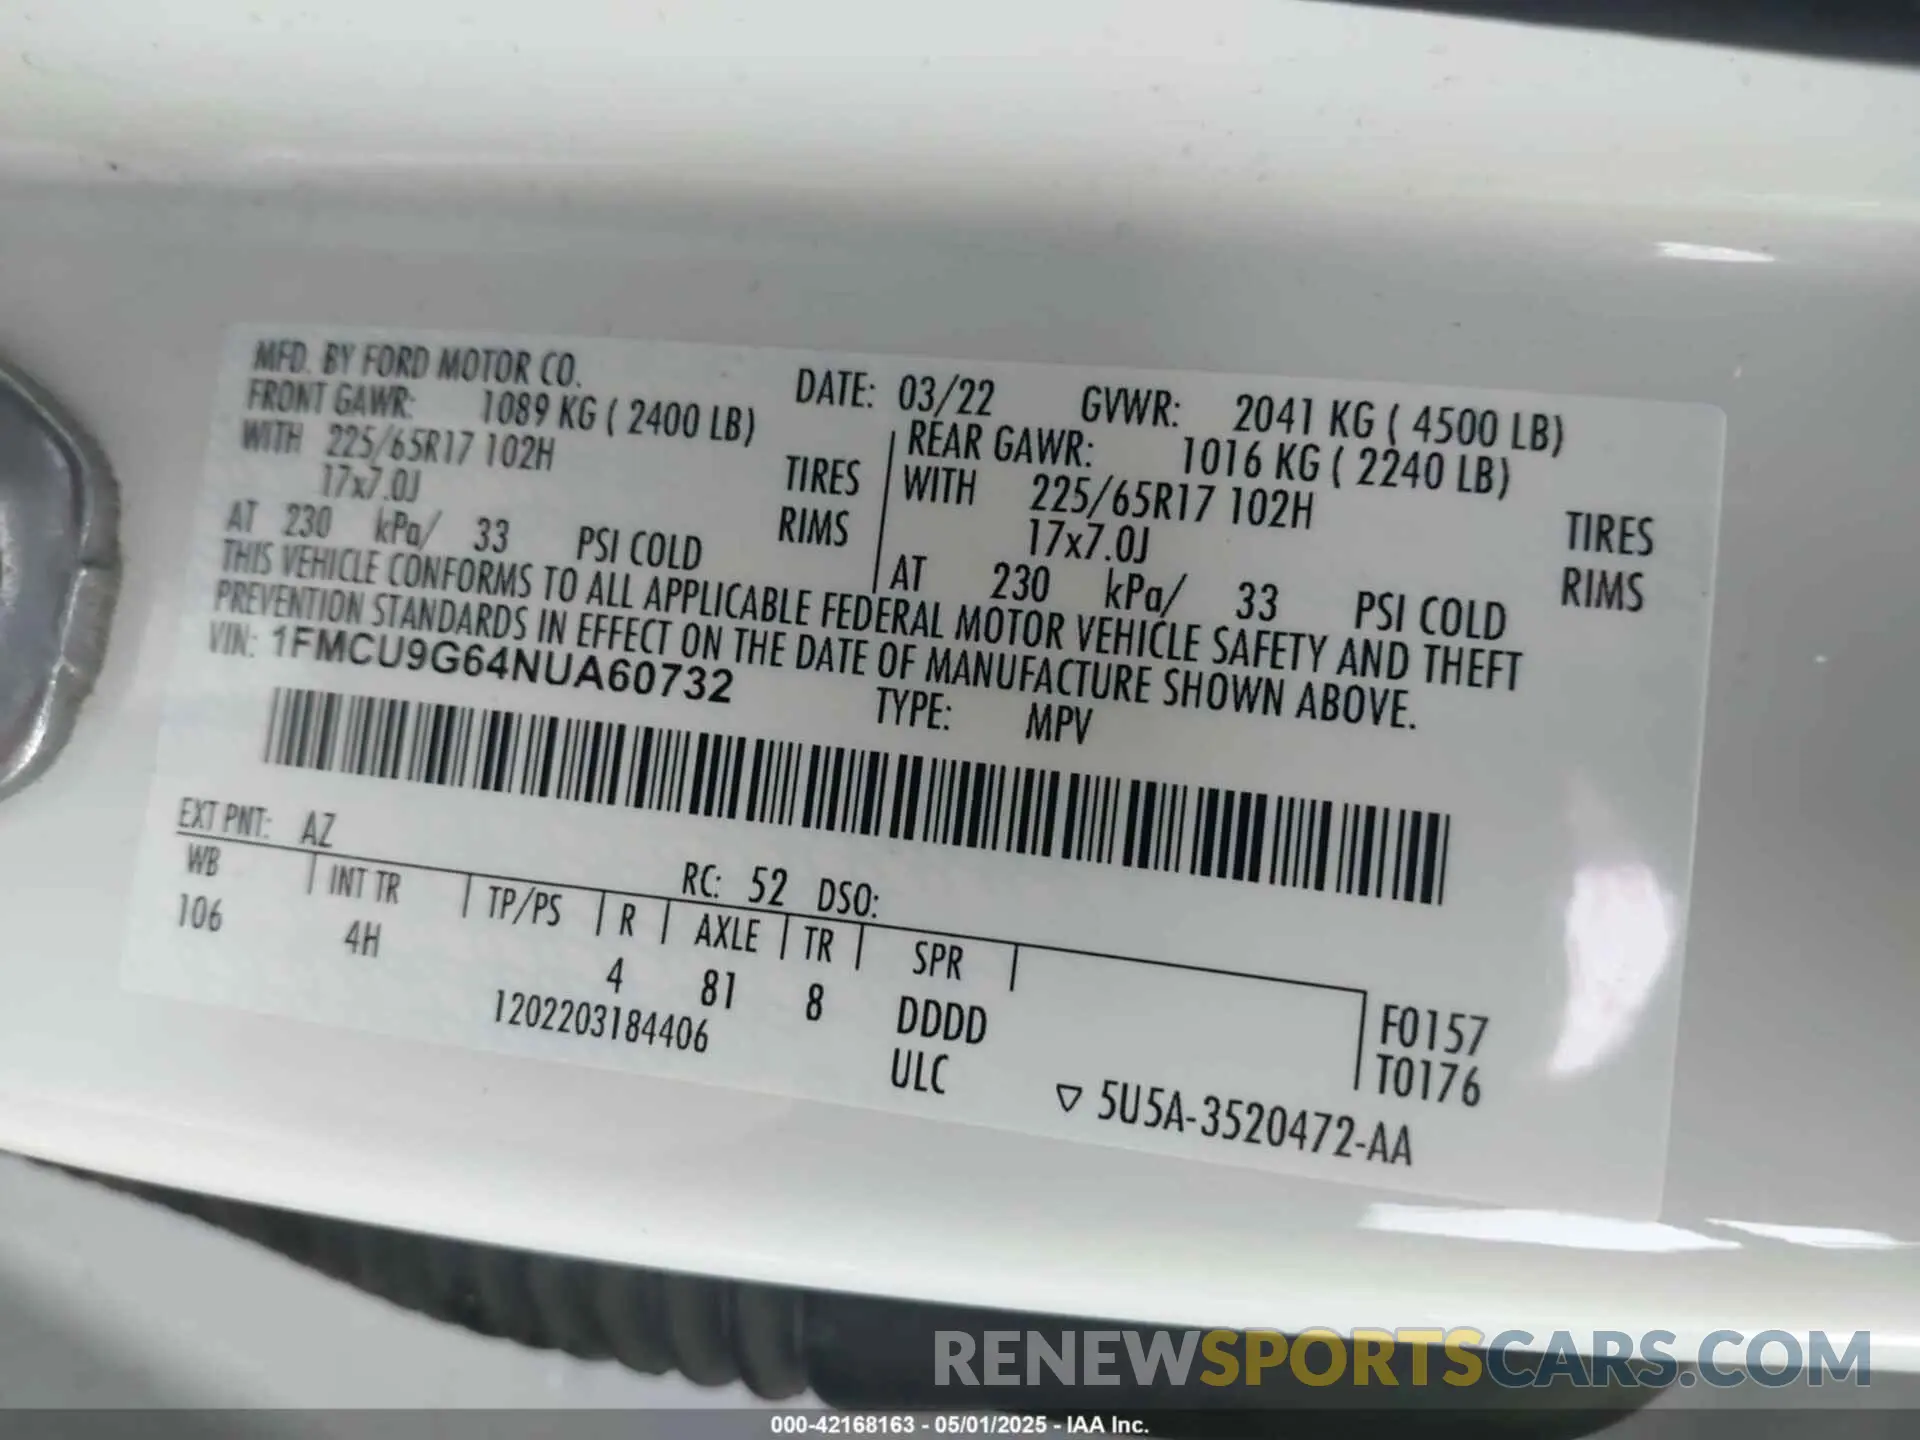 MFD. BY FORD MOTOR CO. DATE: 03/22 GVWR: 2041 KG ( 4500 LB)
FRONT GAWR: 1089 KG ( 2400 LB) REAR GAWR: 1016 KG ( 2240 LB)
WITH 225/65R17 102H TIRES WITH 225/65R17 102H TIRES
17x7.0J RIMS 17x7.0J RIMS
AT 230 kPa/ 33 PSI COLD AT 230 kPa/ 33 PSI COLD
THIS VEHICLE CONFORMS TO ALL APPLICABLE FEDERAL MOTOR VEHICLE SAFETY AND THEFT
PREVENTION STANDARDS IN EFFECT ON THE DATE OF MANUFACTURE SHOWN ABOVE.
VIN: 1FMCU9G64NUA60732 TYPE: MPV
EXT PNT: AZ RC: 52 DSO:
WB INT TR TP/PS R AXLE TR SPR
106 4H 4 81 8 DDDD F0157
1202203184406 ULC T0176
▽ 5U5A-3520472-AA
RENEWSPORTSCARS.COM
000-42168163 - 05/01/2025 - IAA Inc.